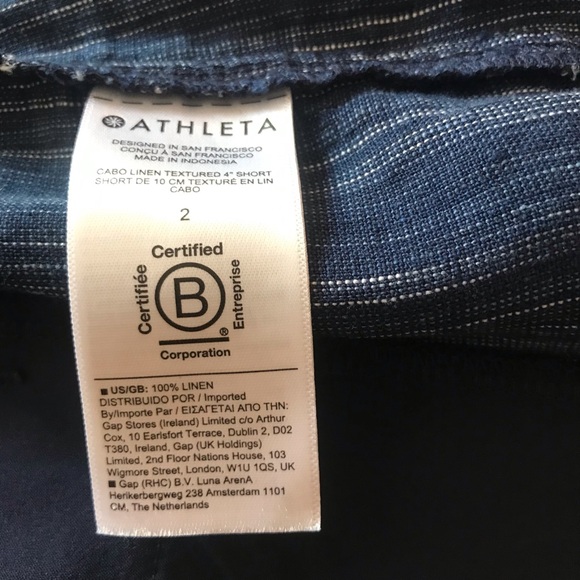 ATHLETA
DESIGNED IN SAN FRANCISCO
CONÇU À SAN FRANCISCO
MADE IN INDONESIA
CABO LINEN TEXTURED 4" SHORT
SHORT DE 10 CM TEXTURÉ EN LIN
CABO
2
Certified
Certifiée
B
Entreprise
®
Corporation
■ US/GB: 100% LINEN
DISTRIBUIDO POR / Imported
By/Importe Par / ΕΙΣΑΓΕΤΑΙ ΑΠΟ ΤΗΝ:
Gap Stores (Ireland) Limited c/o Arthur
Cox, 10 Earlsfort Terrace, Dublin 2, D02
T380, Ireland, Gap (UK Holdings)
Limited, 2nd Floor Nations House, 103
Wigmore Street, London, W1U 1QS, UK
■ Gap (RHC) B.V. Luna ArenA
Herikerbergweg 238 Amsterdam 1101
CM, The Netherlands